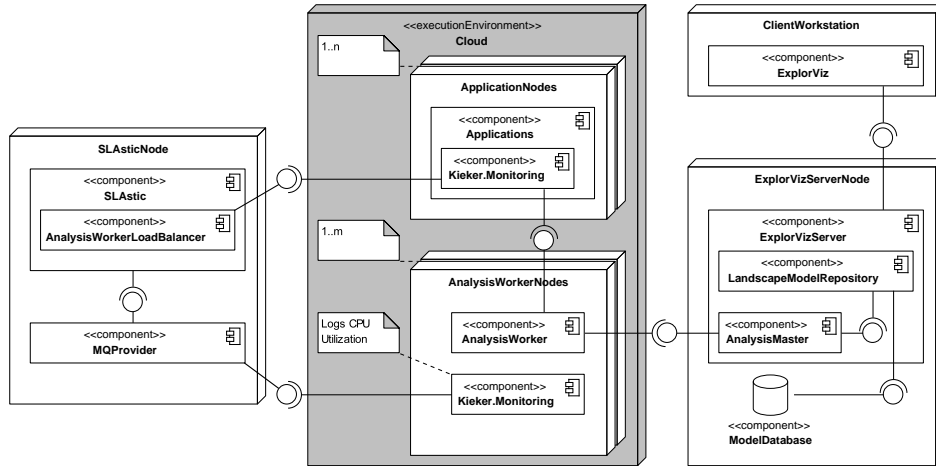 <<executionEnvironment>>
Cloud
1..n
ApplicationNodes
<<component>>
Applications
<<component>>
Kieker.Monitoring
1..m
AnalysisWorkerNodes
Logs CPU
Utilization
<<component>>
AnalysisWorker
<<component>>
Kieker.Monitoring
SLAsticNode
<<component>>
SLAstic
<<component>>
AnalysisWorkerLoadBalancer
<<component>>
MQProvider
ClientWorkstation
<<component>>
ExplorViz
ExplorVizServerNode
<<component>>
ExplorVizServer
<<component>>
LandscapeModelRepository
<<component>>
AnalysisMaster
<<component>>
ModelDatabase